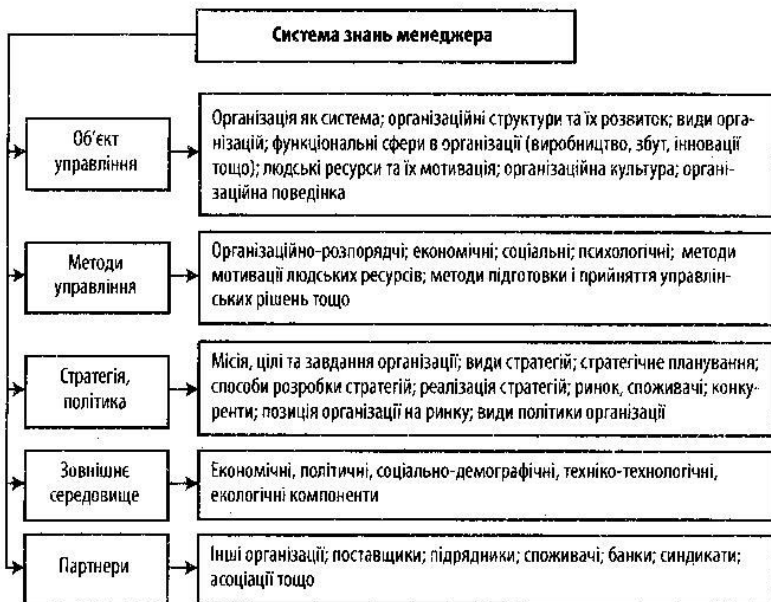 Система знань менеджера
Об'єкт
управління
Організація як система; організаційні структури та їх розвиток; види орга-
нізацій; функціональні сфери в організації (виробництво, збут, інновації
тощо); людські ресурси та їх мотивація; організаційна культура; органі-
заційна поведінка
Методи
управління
Організаційно-розпорядчі; економічні; соціальні; психологічні; методи
мотивації людських ресурсів; методи підготовки і прийняття управлін-
ських рішень тощо
Стратегія,
політика
Місія, цілі та завдання організації; види стратегій; стратегічне планування;
способи розробки стратегій; реалізація стратегій; ринок, споживачі; конку-
ренти; позиція організації на ринку; види політики організації
Зовнішнє
середовище
Економічні, політичні, соціально-демографічні, техніко-технологічні,
екологічні компоненти
Партнери
Інші організації; поставщики; підрядники; споживачі; банки; синдикати;
асоціації тощо